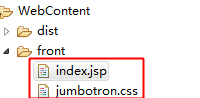 WebContent
dist
front
index.jsp
jumbotron.css